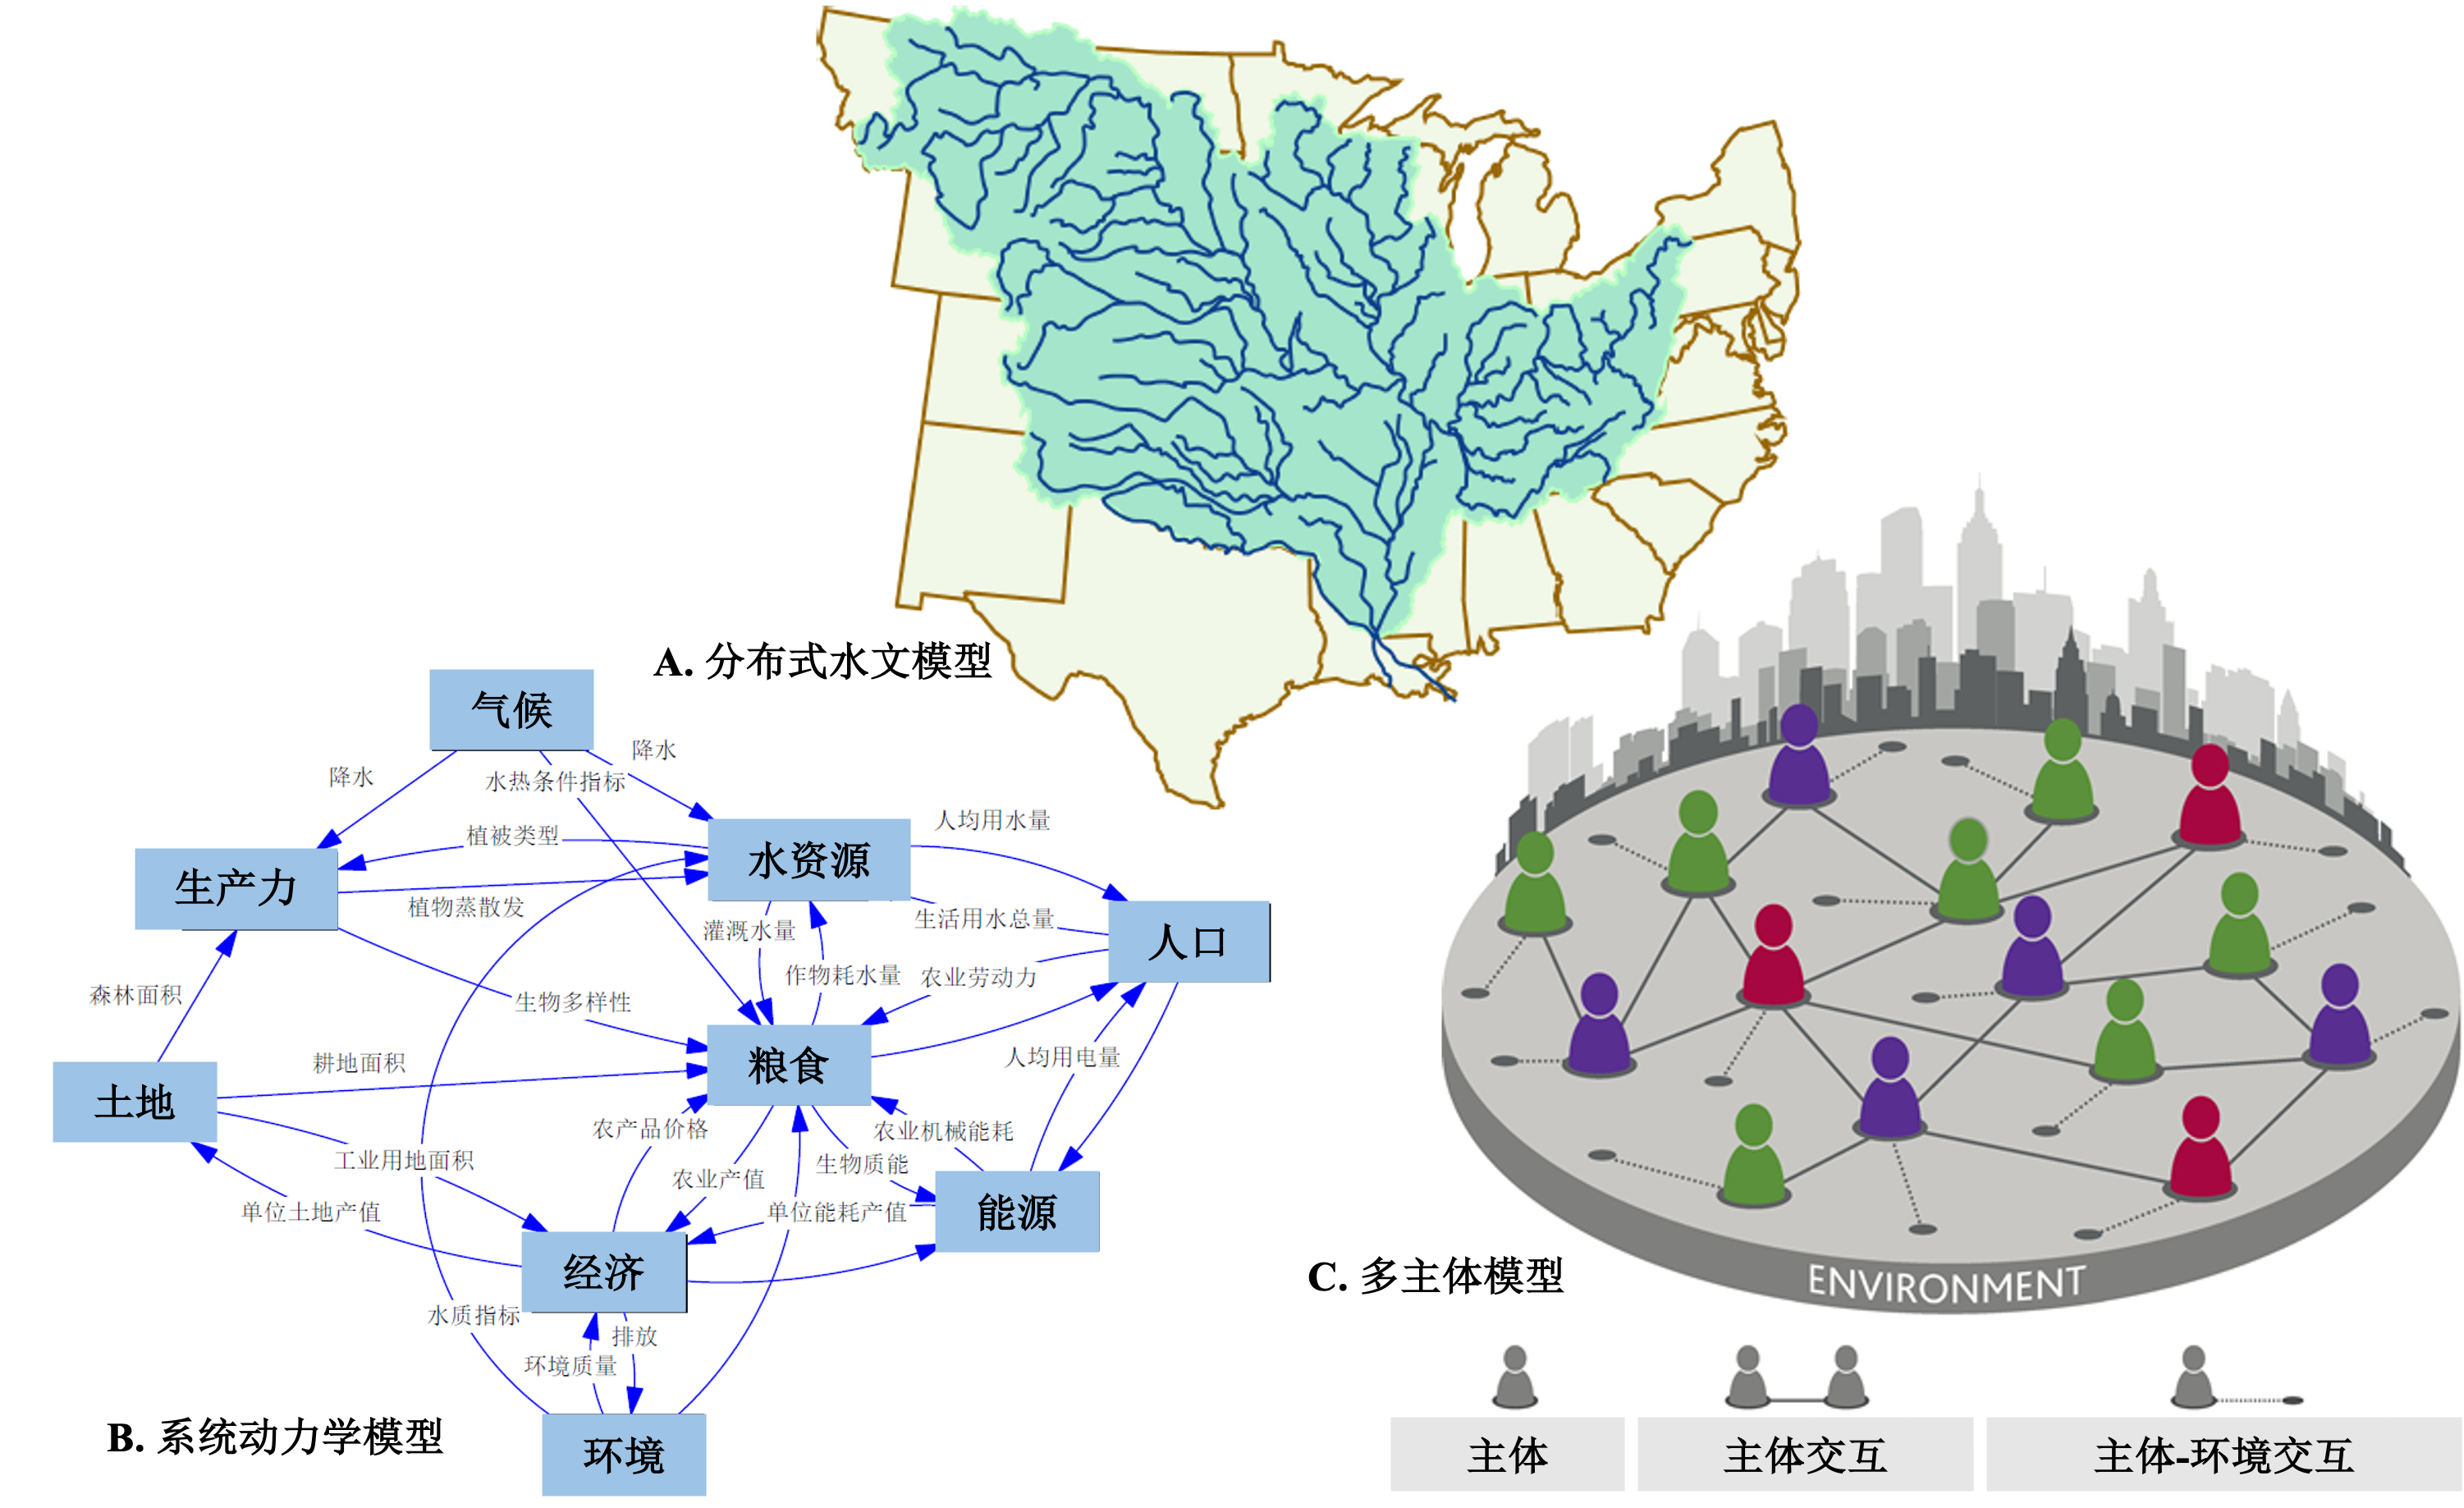 A. 分布式水文模型
气候
降水
降水
水热条件指标
植被类型
水资源
人均用水量
生产力
植物蒸散发
灌溉水量
生活用水总量
人口
作物耗水量
农业劳动力
森林面积
生物多样性
耕地面积
粮食
人均用电量
土地
农产品价格
农业机械能耗
工业用地面积
生物质能
农业产值
单位土地产值
单位能耗产值
能源
经济
水质指标
排放
环境质量
环境
B. 系统动力学模型
C. 多主体模型
ENVIRONMENT
主体
主体交互
主体-环境交互